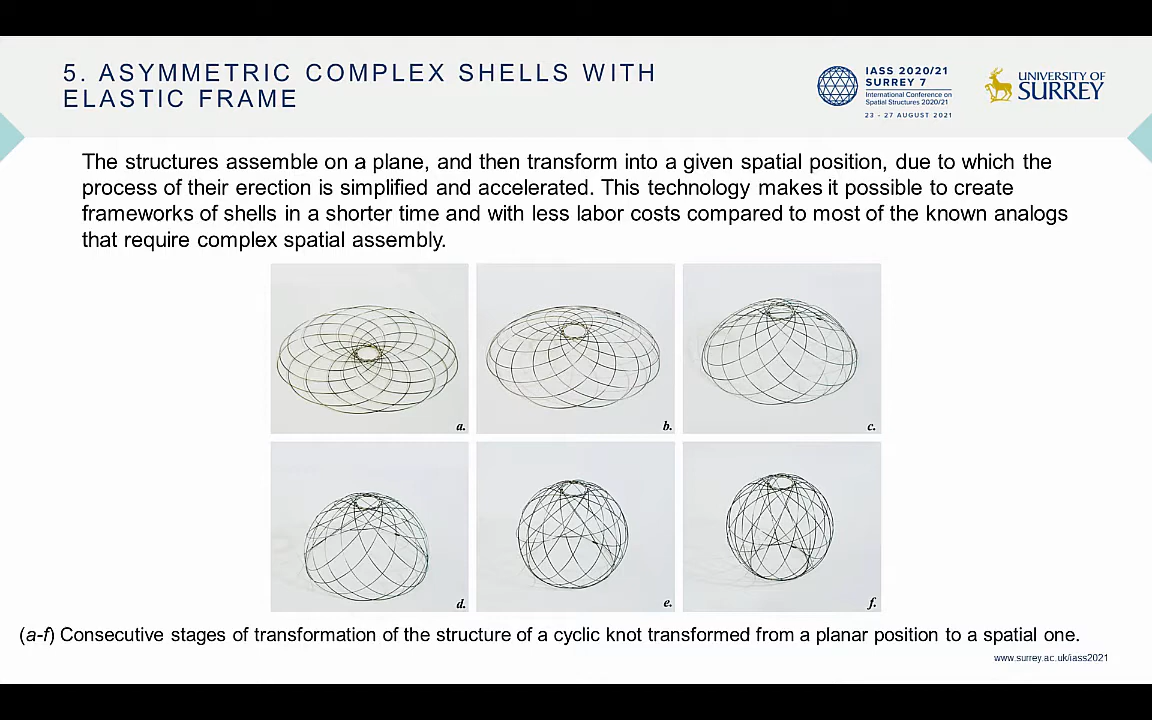 5. ASYMMETRIC COMPLEX SHELLS WITH
ELASTIC FRAME
IASS 2020/21
SURREY 7
International Conference on
Spatial Structures 2020/21
23 - 27 AUGUST 2021
UNIVERSITY OF
SURREY
The structures assemble on a plane, and then transform into a given spatial position, due to which the
process of their erection is simplified and accelerated. This technology makes it possible to create
frameworks of shells in a shorter time and with less labor costs compared to most of the known analogs
that require complex spatial assembly.
a.
b.
c.
d.
e.
f.
(a-f) Consecutive stages of transformation of the structure of a cyclic knot transformed from a planar position to a spatial one.
www.surrey.ac.uk/iass2021